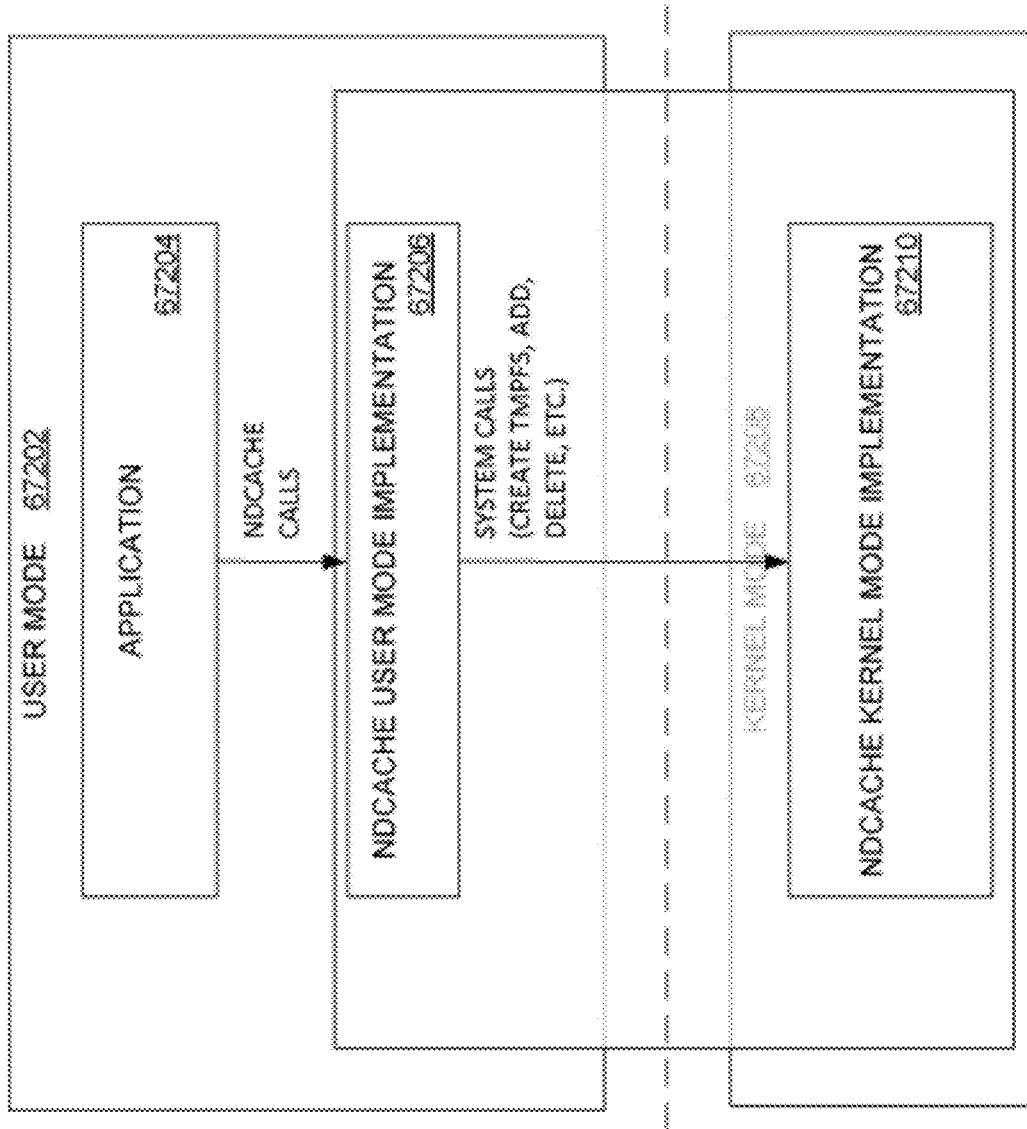 USER MODE 67202
APPLICATION
67204
NDCACHE
CALLS
NDCACHE USER MODE IMPLEMENTATION
67206
SYSTEM CALLS
(CREATE TMPFS, ADD,
DELETE, ETC.)
KERNEL MODE 67208
NDCACHE KERNEL MODE IMPLEMENTATION
67210